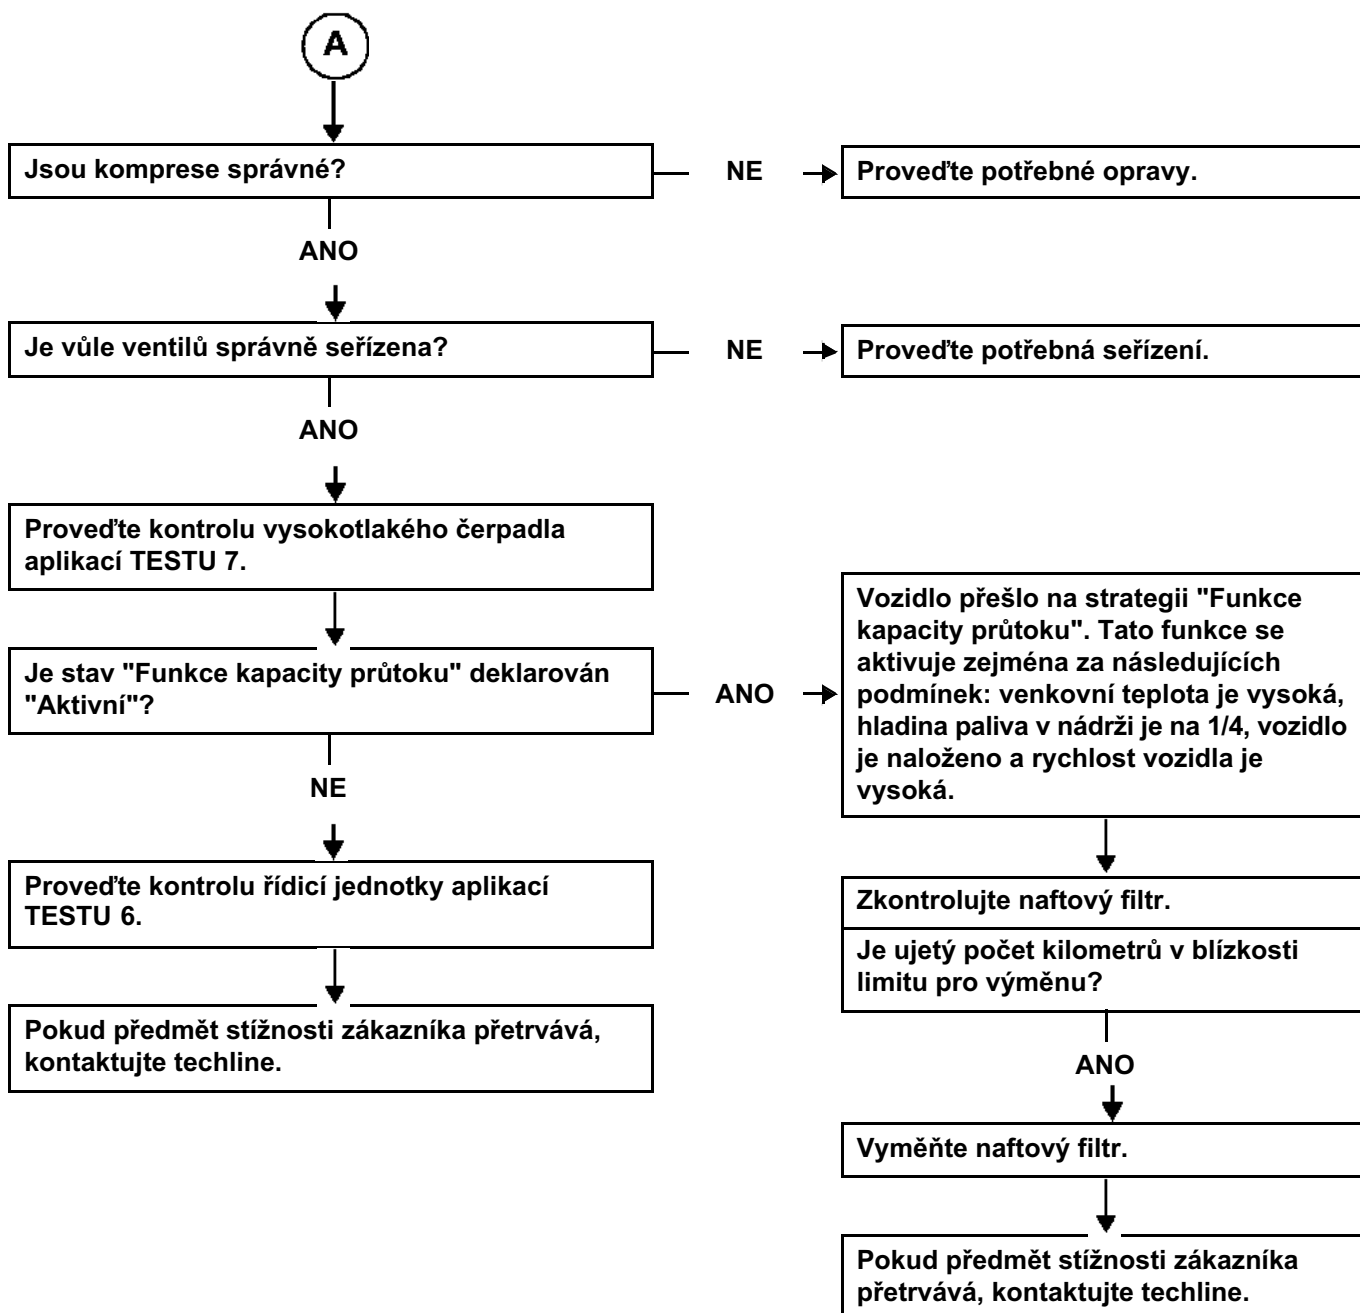 A
Jsou komprese správné?
NE
Proveďte potřebné opravy.
ANO
Je vůle ventilů správně seřízena?
NE
Proveďte potřebná seřízení.
ANO
Proveďte kontrolu vysokotlakého čerpadla
aplikací TESTU 7.
Je stav "Funkce kapacity průtoku" deklarován
"Aktivní"?
ANO
Vozidlo přešlo na strategii "Funkce
kapacity průtoku". Tato funkce se
aktivuje zejména za následujících
podmínek: venkovní teplota je vysoká,
hladina paliva v nádrži je na 1/4, vozidlo
je naloženo a rychlost vozidla je
vysoká.
NE
Proveďte kontrolu řídicí jednotky aplikací
TESTU 6.
Pokud předmět stížnosti zákazníka přetrvává,
kontaktujte techline.
Zkontrolujte naftový filtr.
Je ujetý počet kilometrů v blízkosti
limitu pro výměnu?
ANO
Vyměňte naftový filtr.
Pokud předmět stížnosti zákazníka
přetrvává, kontaktujte techline.